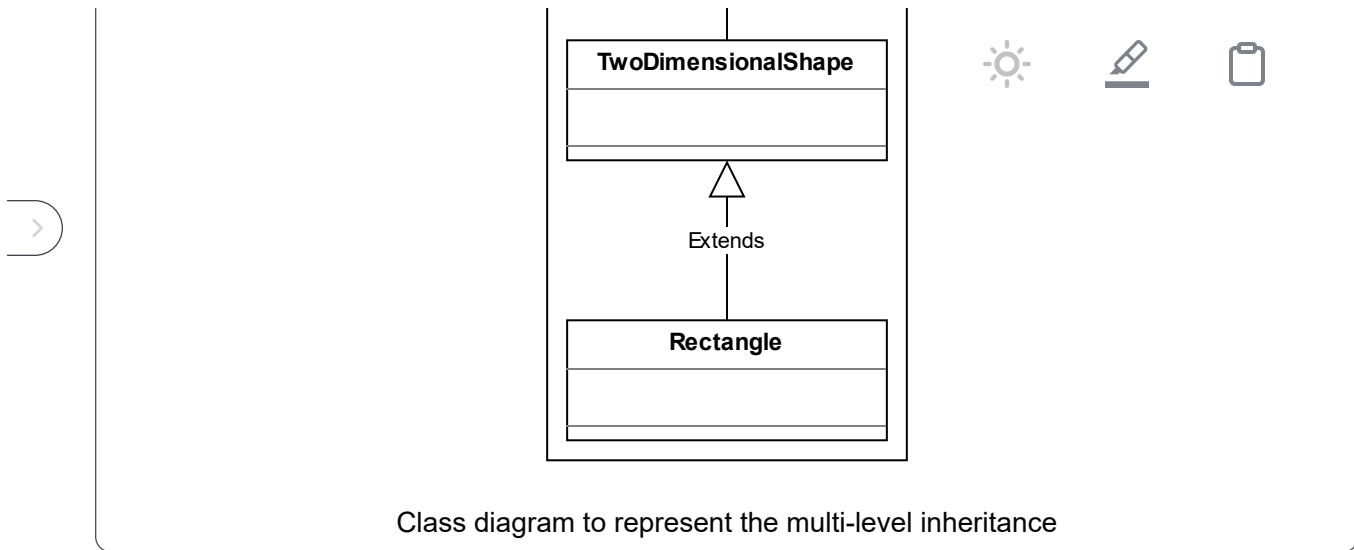 TwoDimensionalShape
Extends
Rectangle
Class diagram to represent the multi-level inheritance